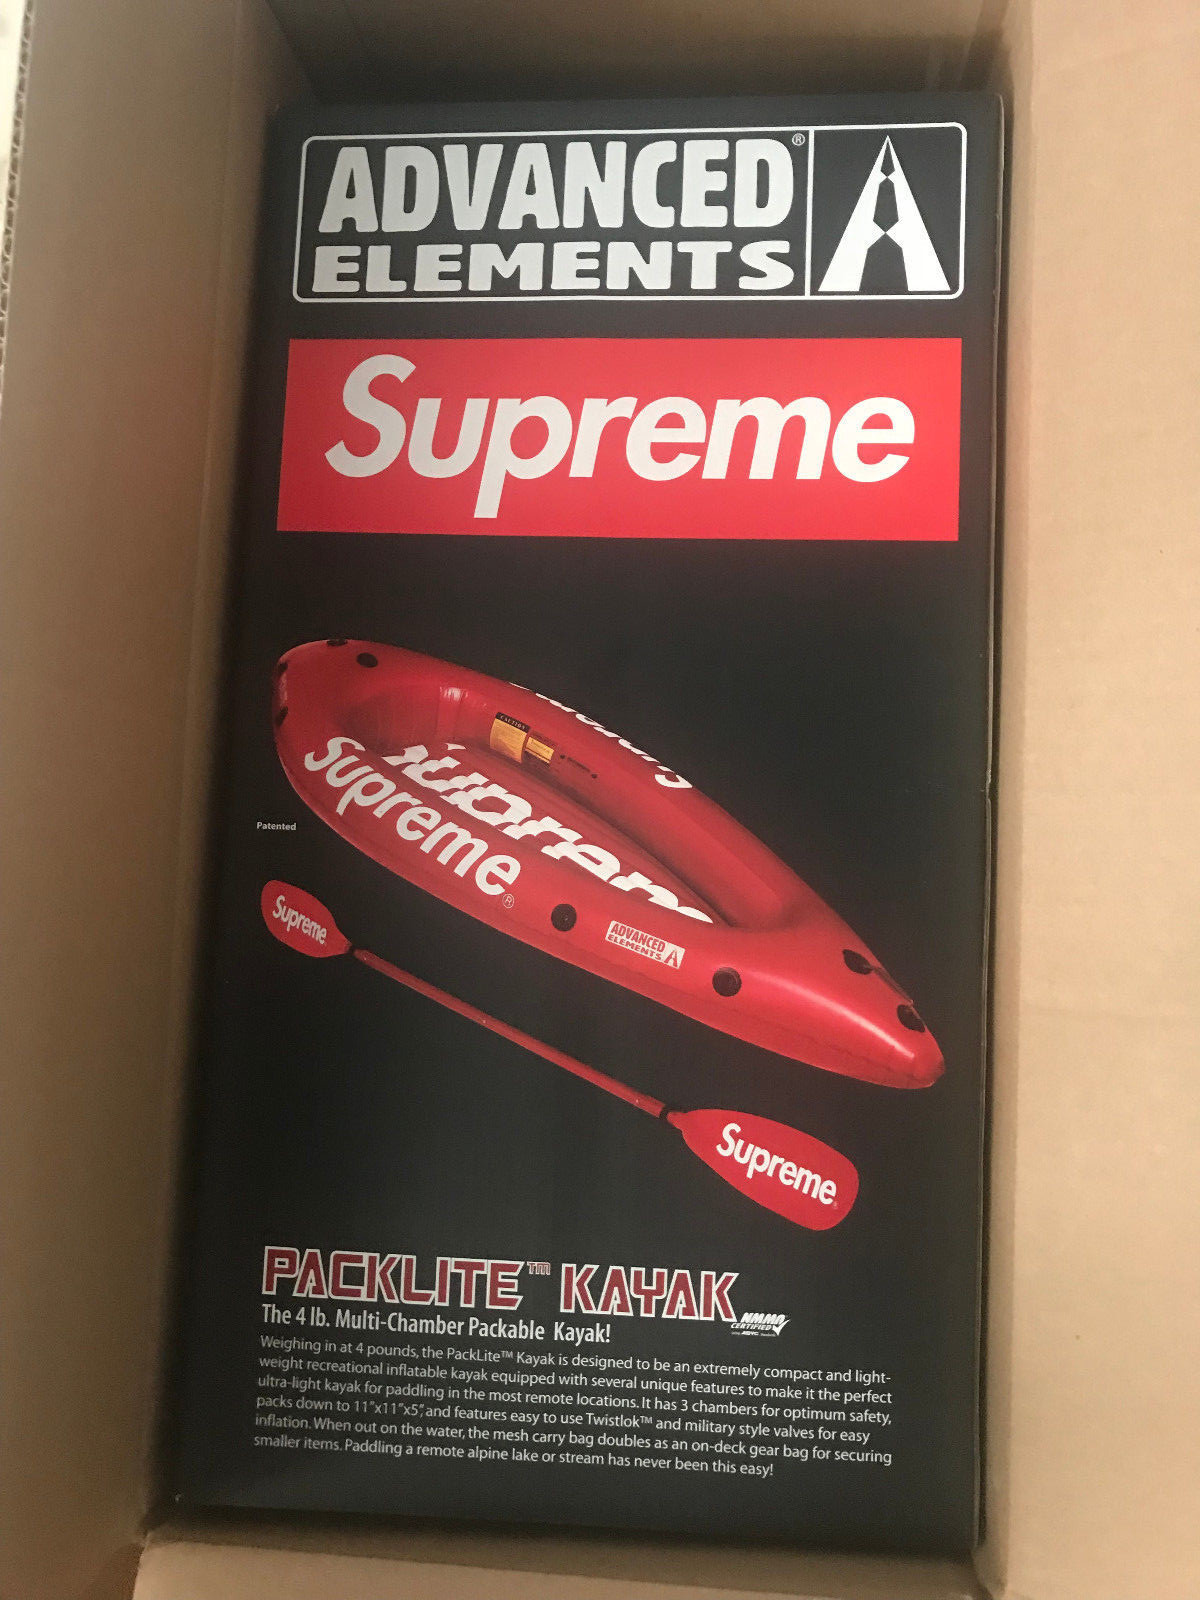 ADVANCED®
ELEMENTS
Supreme
CAUTION
Supreme
Supreme
Supreme®
Patented
Supreme
ADVANCED
ELEMENTS
Supreme
PACKLITE™ KAYAK
NMMA
CERTIFIED
The 4 lb. Multi-Chamber Packable Kayak!
Weighing in at 4 pounds, the PackLite™ Kayak is designed to be an extremely compact and light-
weight recreational inflatable kayak equipped with several unique features to make it the perfect
ultra-light kayak for paddling in the most remote locations. It has 3 chambers for optimum safety,
packs down to 11"x11"x5", and features easy to use Twistlok™ and military style valves for easy
inflation. When out on the water, the mesh carry bag doubles as an on-deck gear bag for securing
smaller items. Paddling a remote alpine lake or stream has never been this easy!